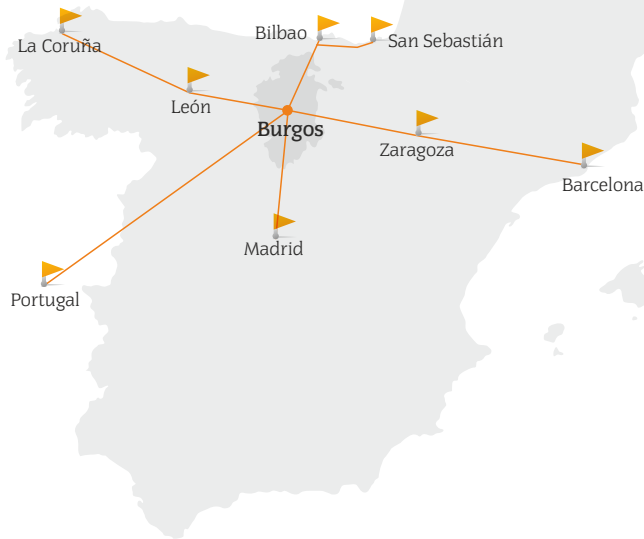 Bilbao
San Sebastián
La Coruña
León
Burgos
Zaragoza
Barcelona
Madrid
Portugal